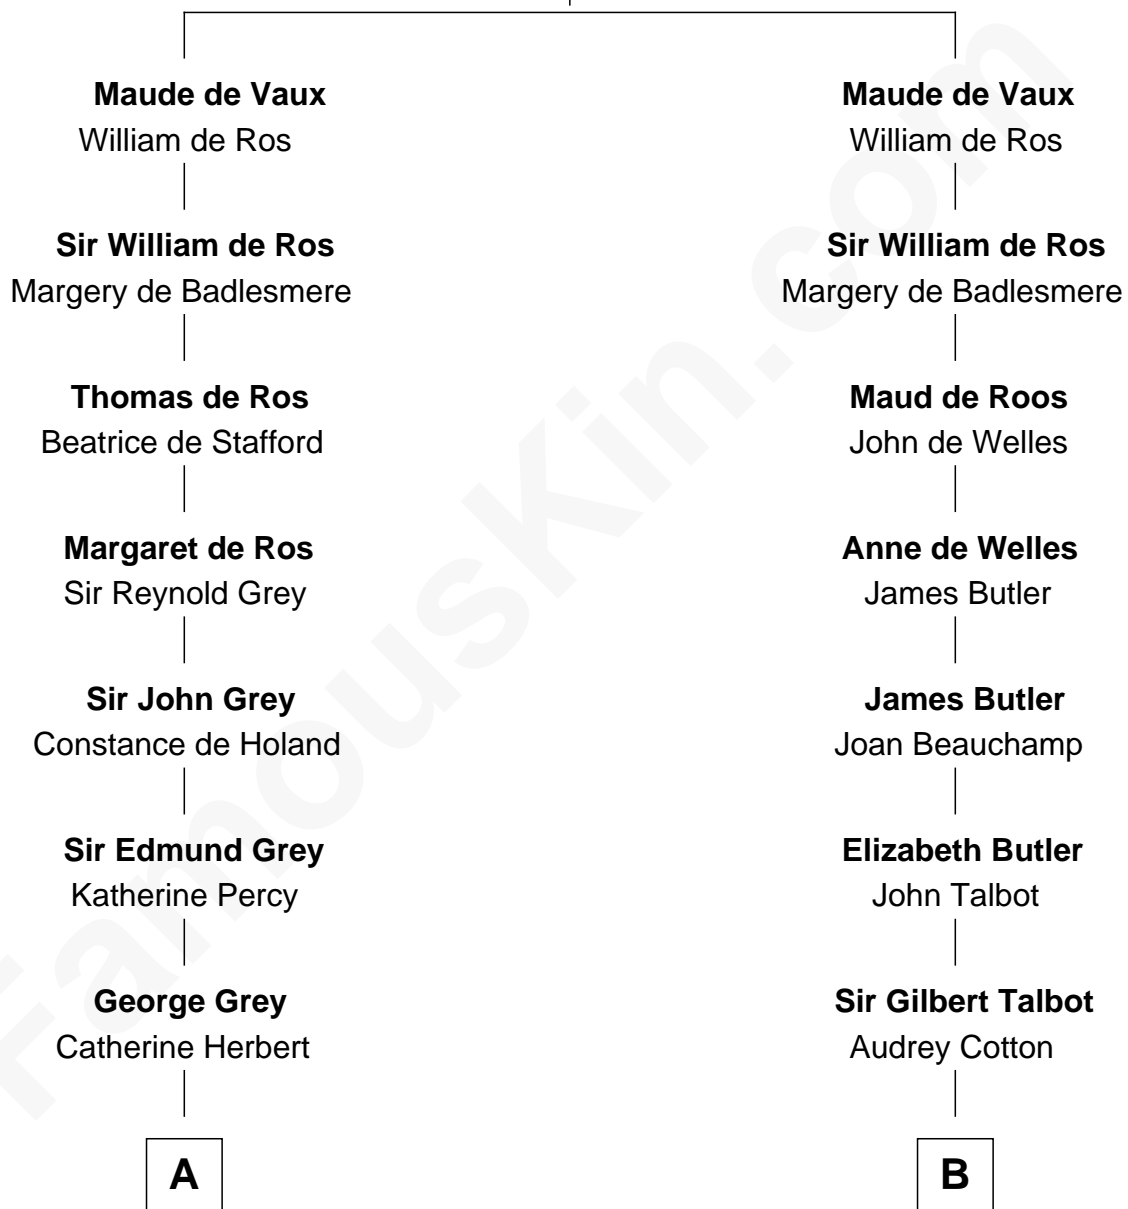 Maude de Vaux
William de Ros
Sir William de Ros
Margery de Badlesmere
Thomas de Ros
Beatrice de Stafford
Margaret de Ros
Sir Reynold Grey
Sir John Grey
Constance de Holand
Sir Edmund Grey
Katherine Percy
George Grey
Catherine Herbert
A
Maude de Vaux
William de Ros
Sir William de Ros
Margery de Badlesmere
Maud de Roos
John de Welles
Anne de Welles
James Butler
James Butler
Joan Beauchamp
Elizabeth Butler
John Talbot
Sir Gilbert Talbot
Audrey Cotton
B
FamousKin.com